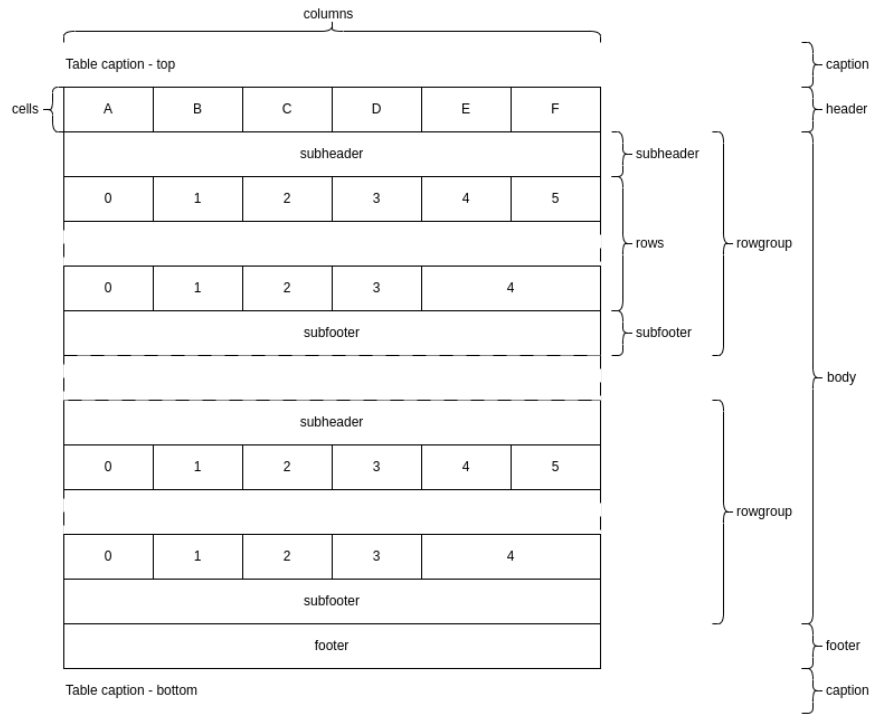 columns
Table caption - top
caption
cells
A B C D E F
header
subheader
subheader
0 1 2 3 4 5
rows
rowgroup
0 1 2 3 4
subfooter
subfooter
body
subheader
0 1 2 3 4 5
rowgroup
0 1 2 3 4
subfooter
footer
footer
Table caption - bottom
caption